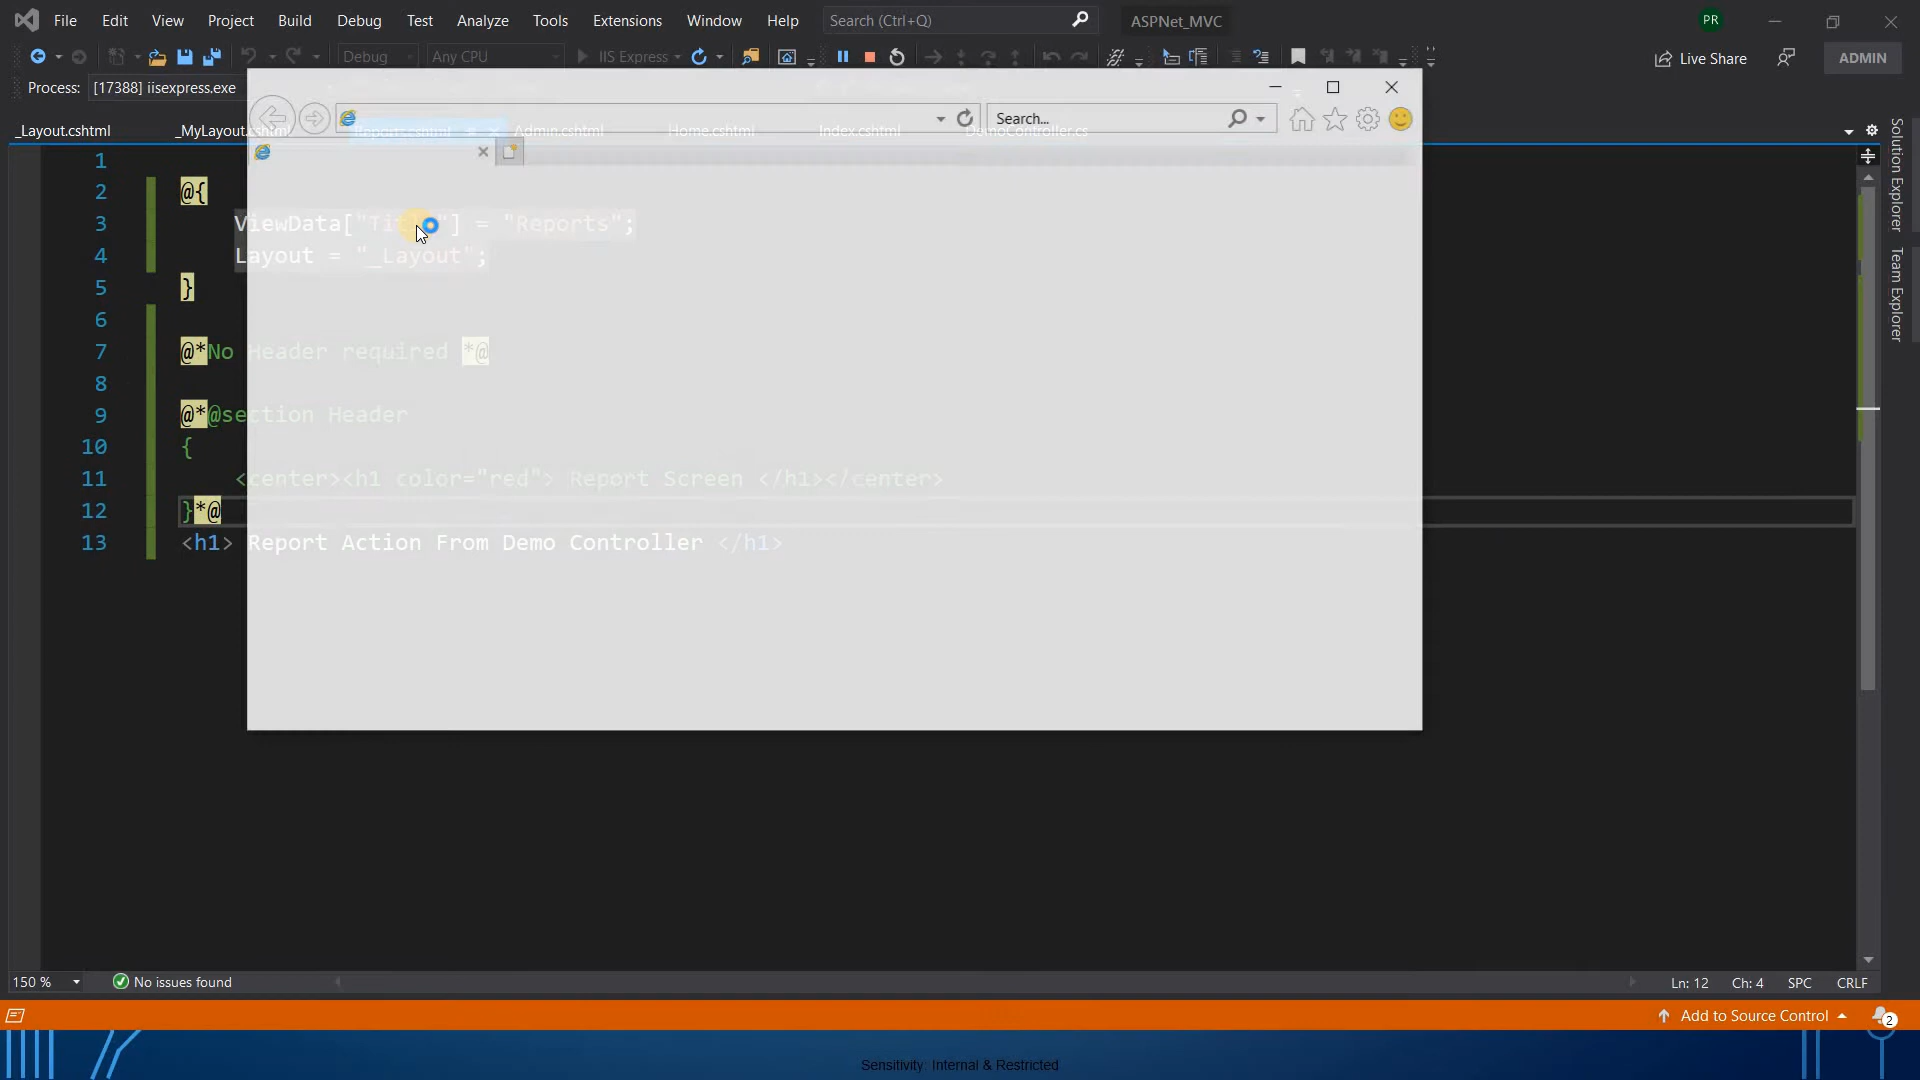 File Edit View Project Build Debug Test Analyze Tools Extensions Window Help Search (Ctrl+Q) ASPNet_MVC PR
Debug Any CPU IIS Express Live Share ADMIN
Process: [17388] iisexpress.exe
Search...
_Layout.cshtml _MyLayout.cshtml Reports.cshtml Admin.cshtml Home.cshtml Index.cshtml DemoController.cs
Solution Explorer
Team Explorer
1
2 @{
3 ViewData["Title"] = "Reports";
4 Layout = "_Layout";
5 }
6
7 @*No Header required *@
8
9 @*@section Header
10 {
11 <center><h1 color="red"> Report Screen </h1></center>
12 }*@
13 <h1> Report Action From Demo Controller </h1>
150 % No issues found Ln: 12 Ch: 4 SPC CRLF
Add to Source Control 2
Sensitivity: Internal & Restricted